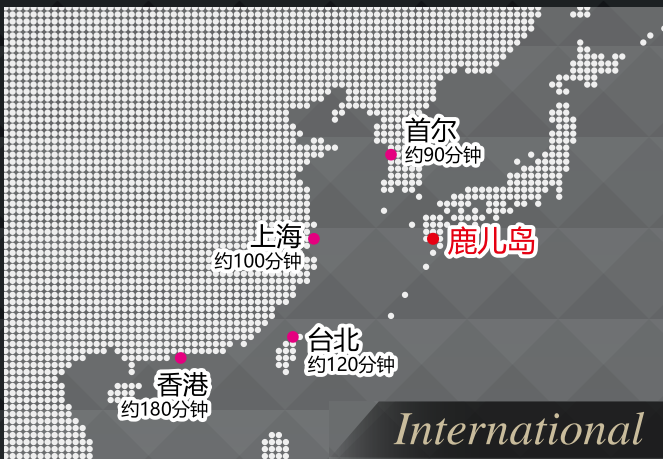 首尔
约90分钟
上海
约100分钟
鹿儿岛
台北
约120分钟
香港
约180分钟
International